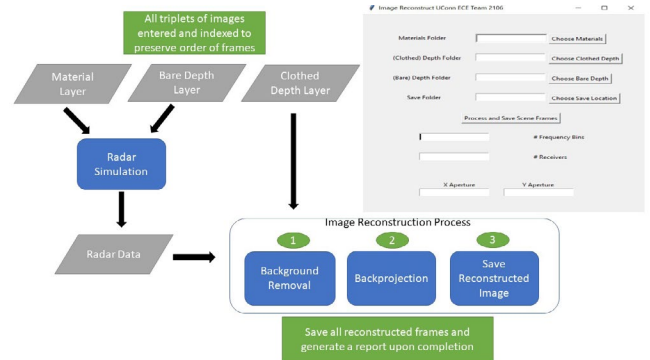 All triplets of images
entered and indexed to
preserve order of frames
Material
Layer
Bare Depth
Layer
Clothed
Depth Layer
Radar
Simulation
Radar Data
Image Reconstruction Process
1
2
3
Background
Removal
Backprojection
Save
Reconstructed
Image
Save all reconstructed frames and
generate a report upon completion
Image Reconstruct UConn ECE Team 2106
Materials Folder
Choose Materials
(Clothed) Depth Folder
Choose Clothed Depth
(Bare) Depth Folder
Choose Bare Depth
Save Folder
Choose Save Location
Process and Save Scene Frames
# Frequency Bins
# Receivers
X Aperture
Y Aperture